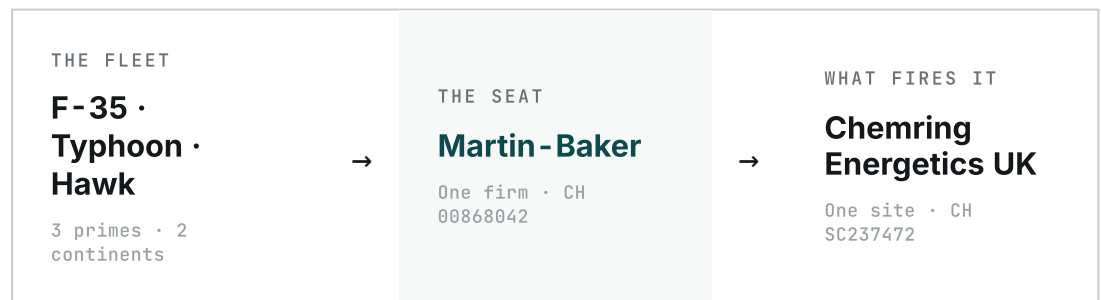 THE FLEET
F-35 ·
Typhoon ·
Hawk
3 primes · 2
continents
→
THE SEAT
Martin-Baker
One firm · CH
00868042
→
WHAT FIRES IT
Chemring
Energetics UK
One site · CH
SC237472